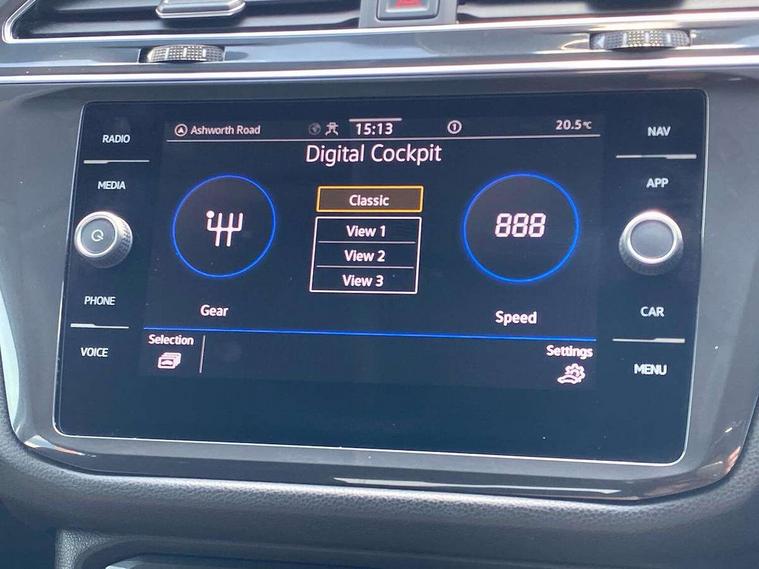 RADIO
MEDIA
PHONE
VOICE
Ashworth Road
15:13
1
20.5°C
Digital Cockpit
Classic
View 1
View 2
View 3
888
Gear
Speed
Selection
Settings
NAV
APP
CAR
MENU